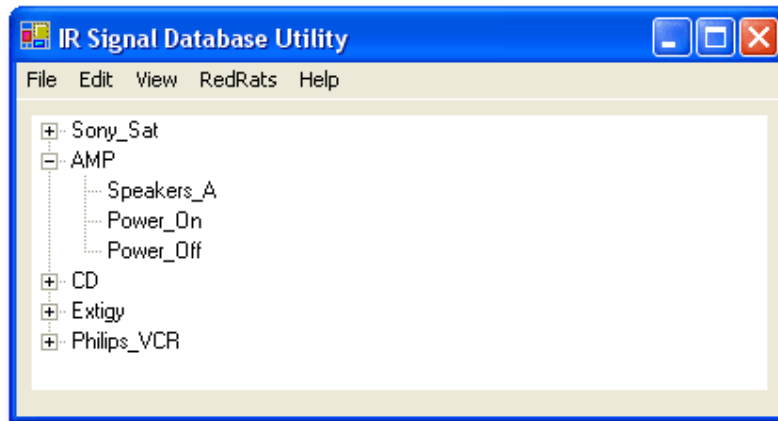 IR Signal Database Utility
File Edit View RedRats Help
Sony_Sat
AMP
Speakers_A
Power_On
Power_Off
CD
Extigy
Philips_VCR